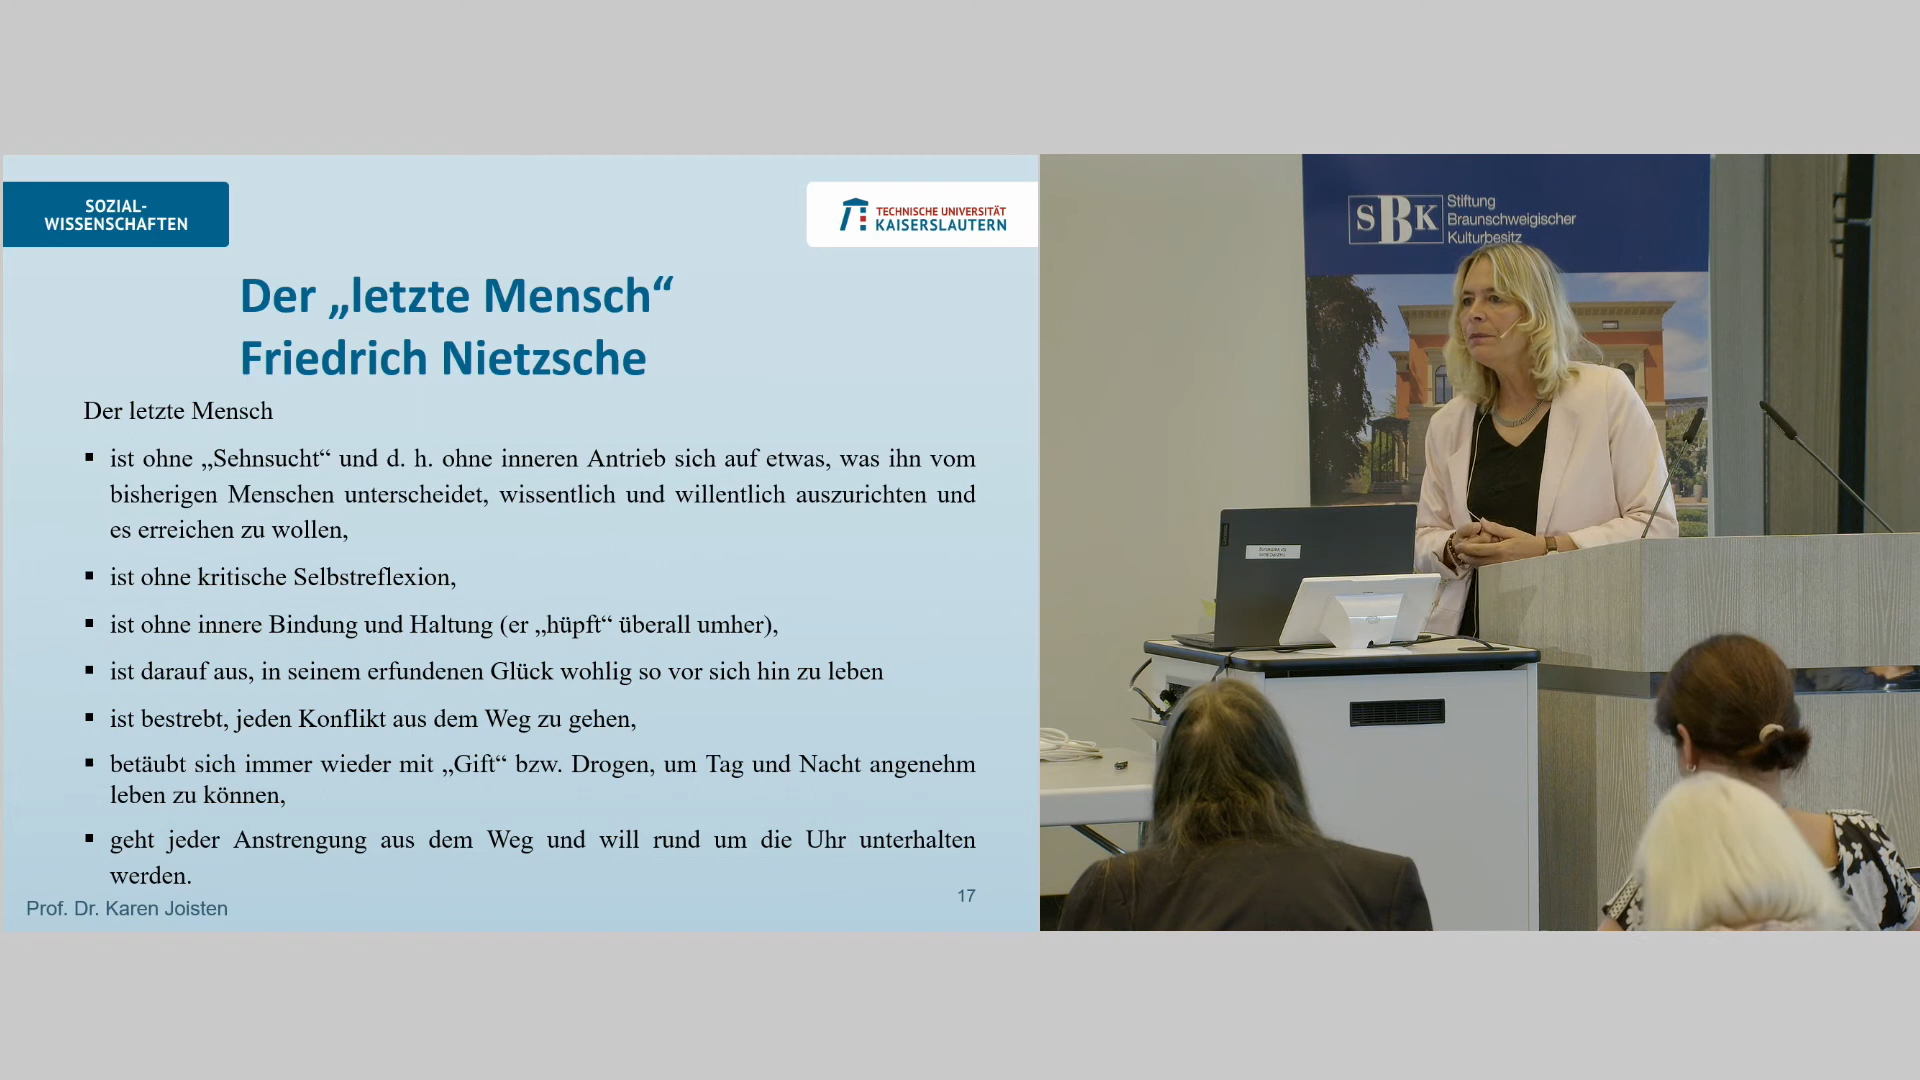 SOZIAL-
WISSENSCHAFTEN
TECHNISCHE UNIVERSITÄT
KAISERSLAUTERN
Der „letzte Mensch“
Friedrich Nietzsche
Der letzte Mensch
▪ ist ohne „Sehnsucht“ und d. h. ohne inneren Antrieb sich auf etwas, was ihn vom
bisherigen Menschen unterscheidet, wissentlich und willentlich auszurichten und
es erreichen zu wollen,
▪ ist ohne kritische Selbstreflexion,
▪ ist ohne innere Bindung und Haltung (er „hüpft“ überall umher),
▪ ist darauf aus, in seinem erfundenen Glück wohlig so vor sich hin zu leben
▪ ist bestrebt, jeden Konflikt aus dem Weg zu gehen,
▪ betäubt sich immer wieder mit „Gift“ bzw. Drogen, um Tag und Nacht angenehm
leben zu können,
▪ geht jeder Anstrengung aus dem Weg und will rund um die Uhr unterhalten
werden.
17
Prof. Dr. Karen Joisten
SBK
Stiftung
Braunschweigischer
Kulturbesitz